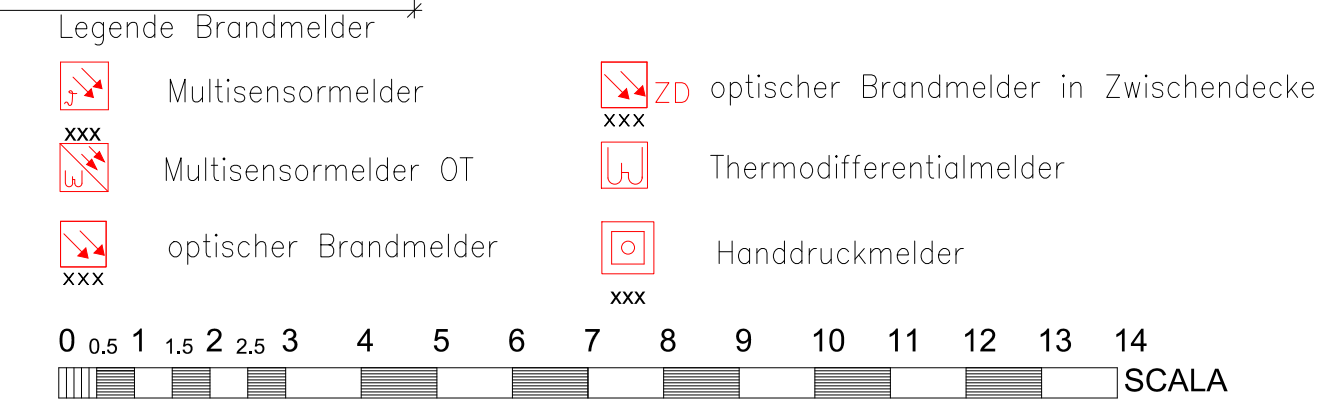 Legende Brandmelder
Multisensormelder
xxx
Multisensormelder OT
optischer Brandmelder
xxx
ZD optischer Brandmelder in Zwischendecke
xxx
Thermodifferentialmelder
Handdruckmelder
xxx
0 0.5 1 1.5 2 2.5 3 4 5 6 7 8 9 10 11 12 13 14
SCALA